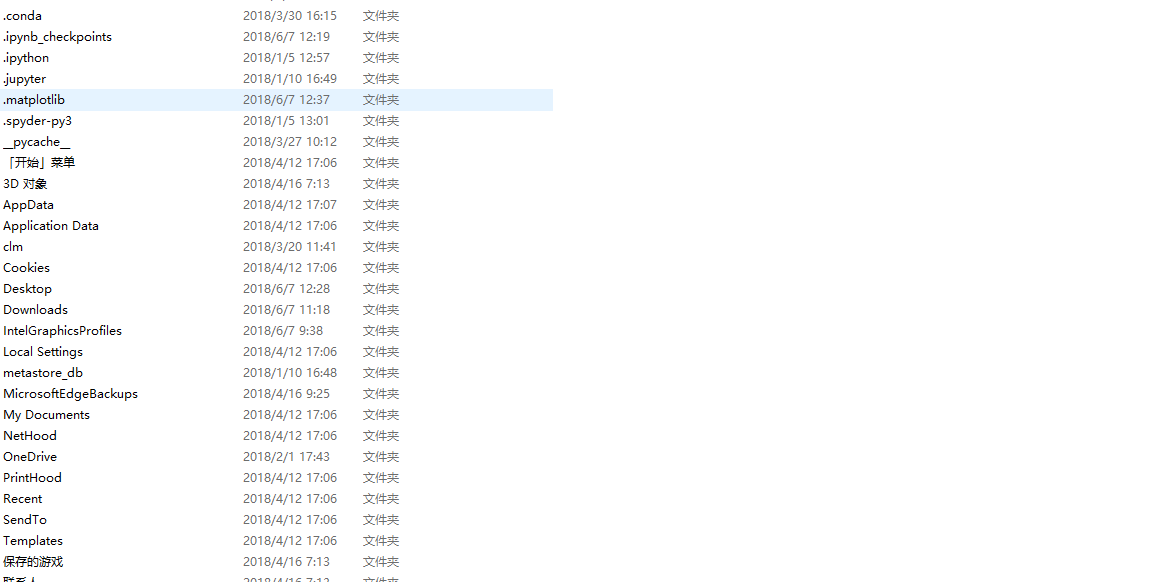 .conda 2018/3/30 16:15 文件夹
.ipynb_checkpoints 2018/6/7 12:19 文件夹
.ipython 2018/1/5 12:57 文件夹
.jupyter 2018/1/10 16:49 文件夹
.matplotlib 2018/6/7 12:37 文件夹
.spyder-py3 2018/1/5 13:01 文件夹
__pycache__ 2018/3/27 10:12 文件夹
「开始」菜单 2018/4/12 17:06 文件夹
3D 对象 2018/4/16 7:13 文件夹
AppData 2018/4/12 17:07 文件夹
Application Data 2018/4/12 17:06 文件夹
clm 2018/3/20 11:41 文件夹
Cookies 2018/4/12 17:06 文件夹
Desktop 2018/6/7 12:28 文件夹
Downloads 2018/6/7 11:18 文件夹
IntelGraphicsProfiles 2018/6/7 9:38 文件夹
Local Settings 2018/4/12 17:06 文件夹
metastore_db 2018/1/10 16:48 文件夹
MicrosoftEdgeBackups 2018/4/16 9:25 文件夹
My Documents 2018/4/12 17:06 文件夹
NetHood 2018/4/12 17:06 文件夹
OneDrive 2018/2/1 17:43 文件夹
PrintHood 2018/4/12 17:06 文件夹
Recent 2018/4/12 17:06 文件夹
SendTo 2018/4/12 17:06 文件夹
Templates 2018/4/12 17:06 文件夹
保存的游戏 2018/4/16 7:13 文件夹
联系人 2018/4/16 7:13 文件夹